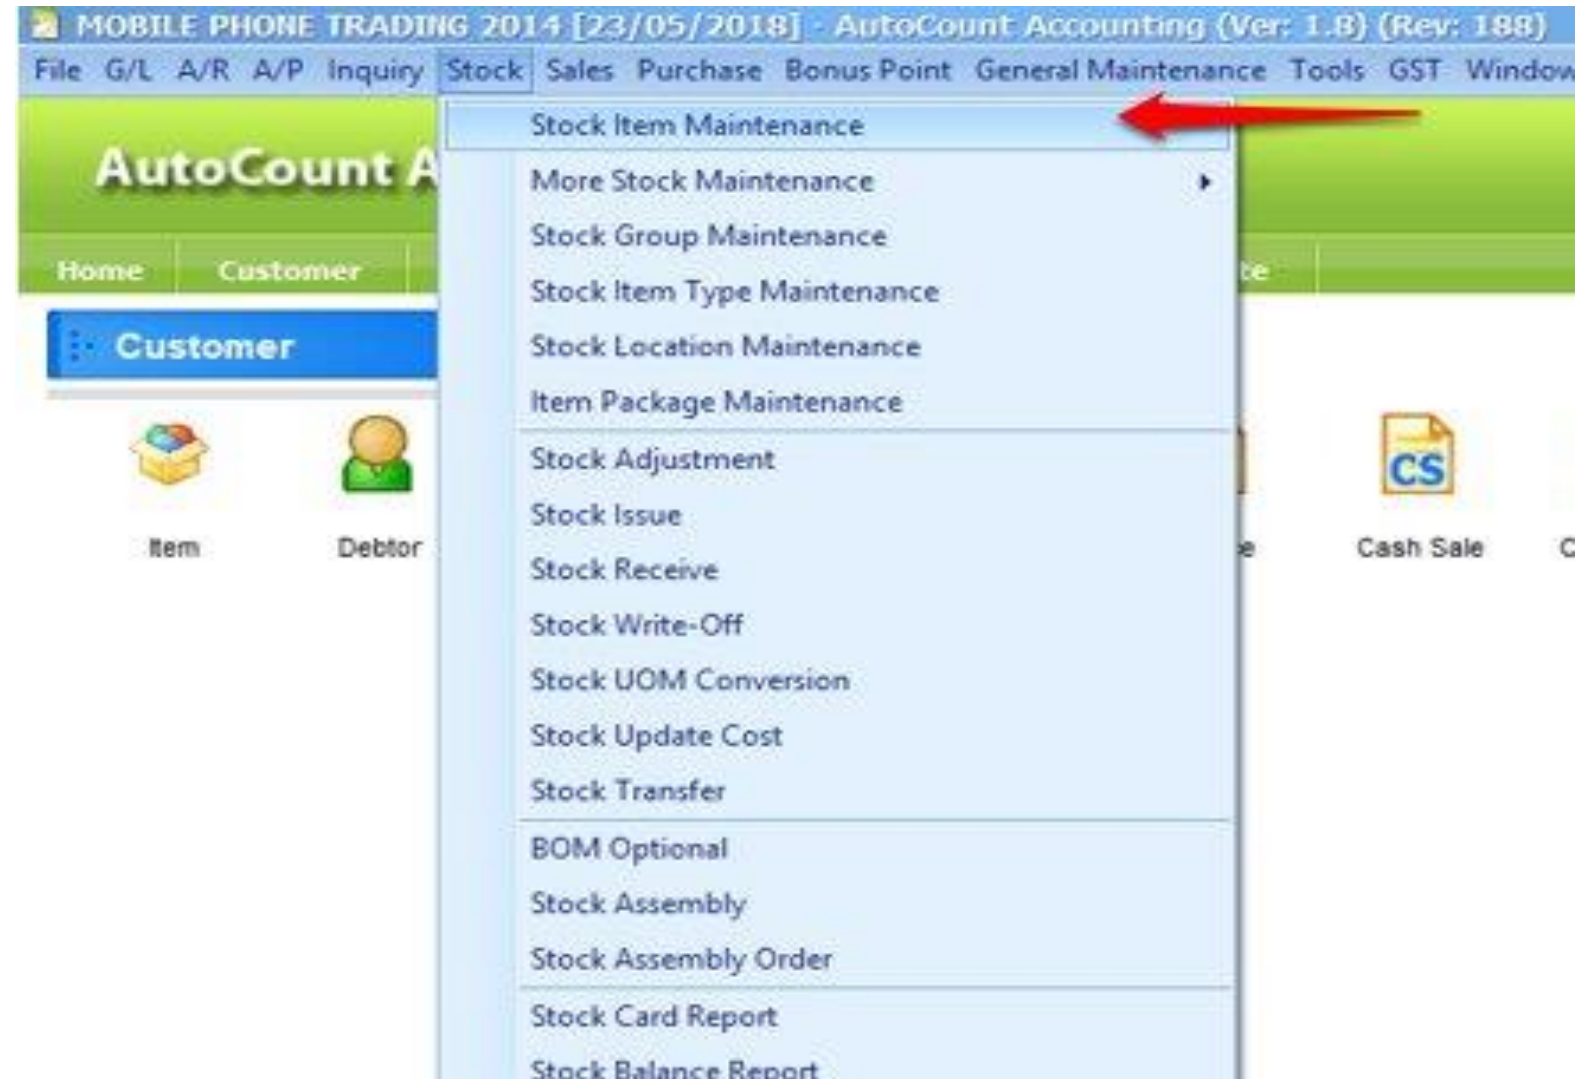 MOBILE PHONE TRADING 2014 [23/05/2018] - AutoCount Accounting (Ver: 1.8) (Rev: 188)
File G/L A/R A/P Inquiry Stock Sales Purchase Bonus Point General Maintenance Tools GST Window
AutoCount A
Stock Item Maintenance
More Stock Maintenance
Stock Group Maintenance
Home Customer
Stock Item Type Maintenance
Stock Location Maintenance
Customer
Item Package Maintenance
Stock Adjustment
CS
Stock Issue
Item Debtor Cash Sale
Stock Receive
Stock Write-Off
Stock UOM Conversion
Stock Update Cost
Stock Transfer
BOM Optional
Stock Assembly
Stock Assembly Order
Stock Card Report
Stock Balance Report